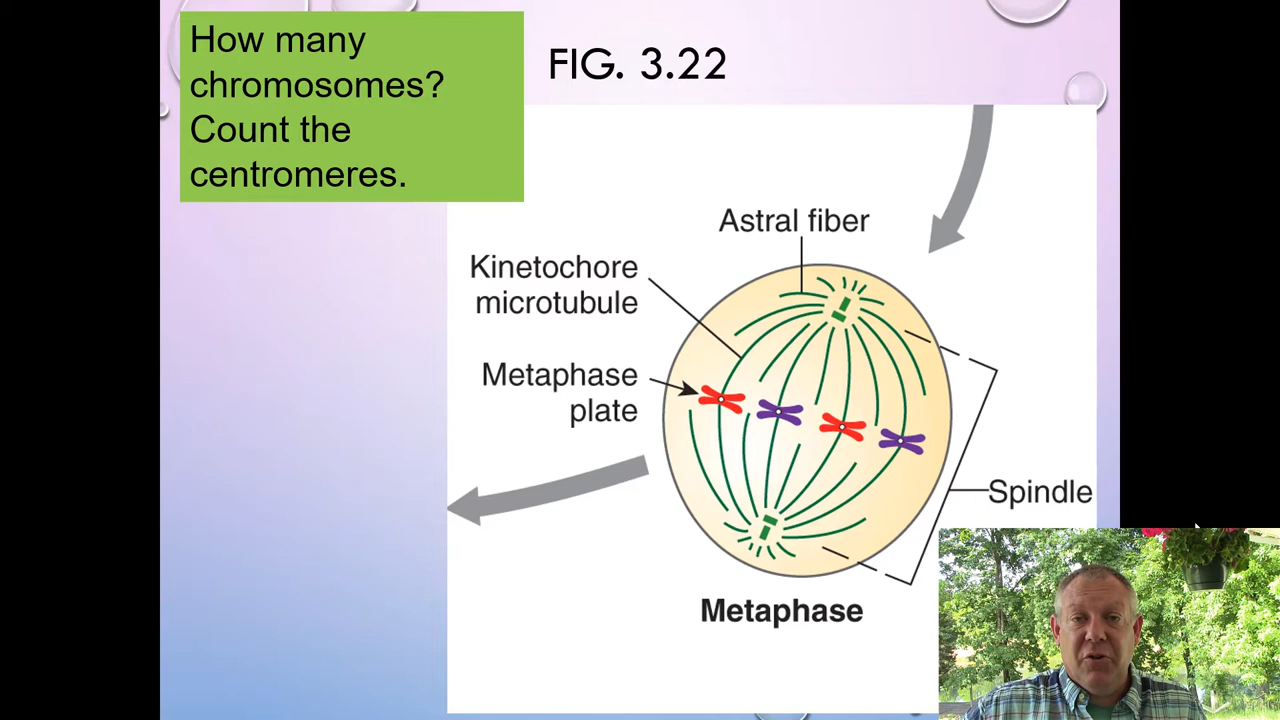 How many
chromosomes?
Count the
centromeres.
FIG. 3.22
Astral fiber
Kinetochore
microtubule
Metaphase
plate
Spindle
Metaphase